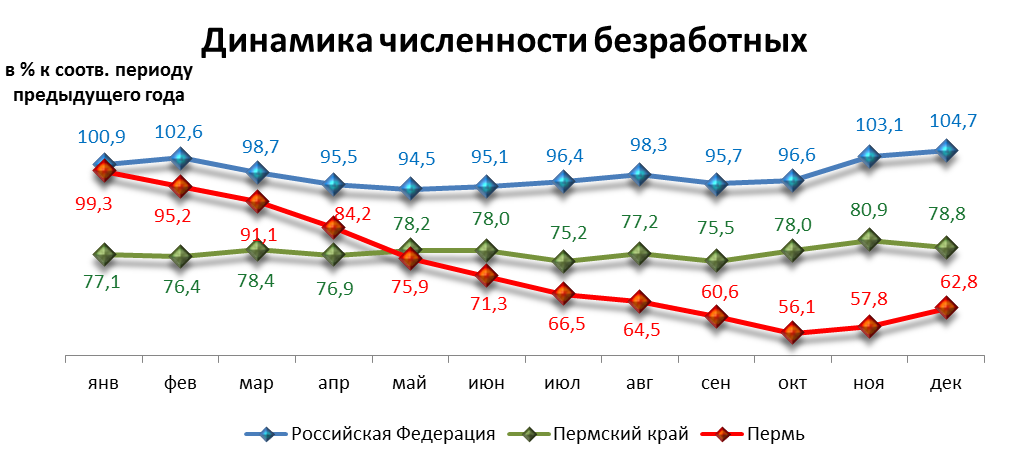 Динамика численности безработных
в % к соотв. периоду
предыдущего года
100,9 102,6 98,7 95,5 94,5 95,1 96,4 98,3 95,7 96,6 103,1 104,7
99,3 95,2 91,1 84,2 75,9 71,3 66,5 64,5 60,6 56,1 57,8 62,8
77,1 76,4 78,4 76,9 78,2 78,0 75,2 77,2 75,5 78,0 80,9 78,8
янв фев мар апр май июн июл авг сен окт ноя дек
Российская Федерация Пермский край Пермь